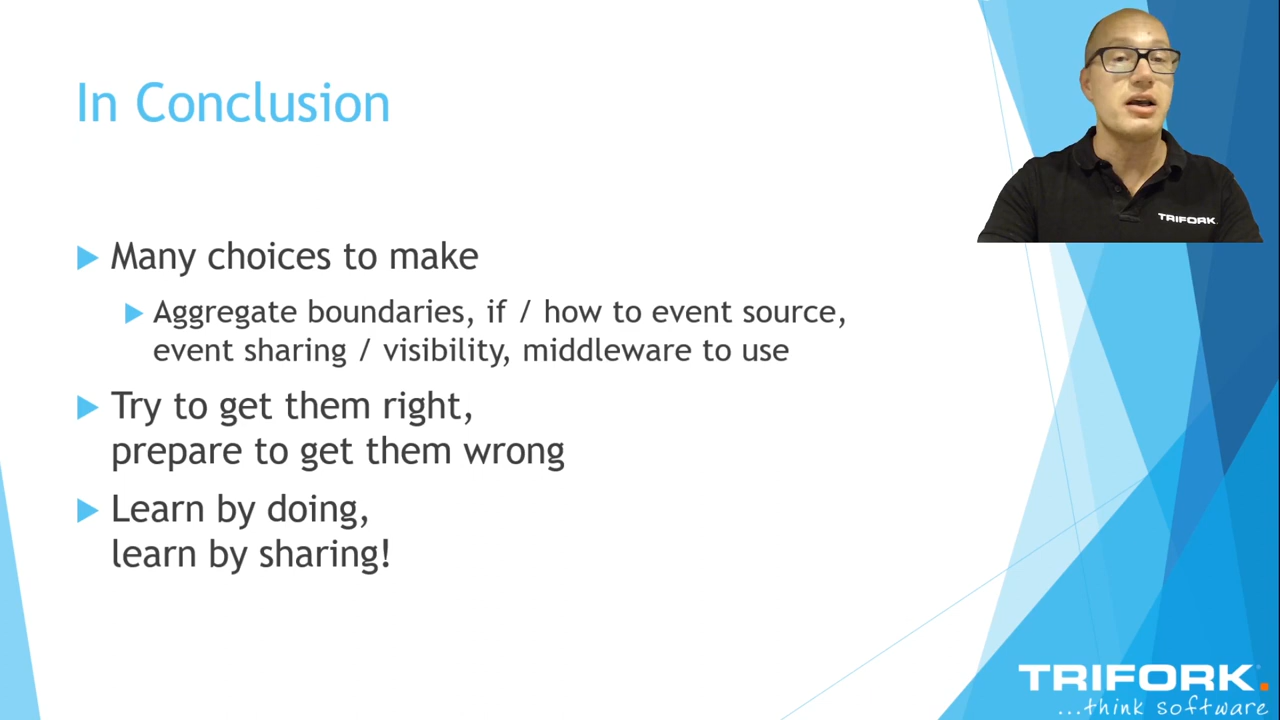 In Conclusion
Many choices to make
Aggregate boundaries, if / how to event source,
event sharing / visibility, middleware to use
Try to get them right,
prepare to get them wrong
Learn by doing,
learn by sharing!
TRIFORK.
TRIFORK.
...think software